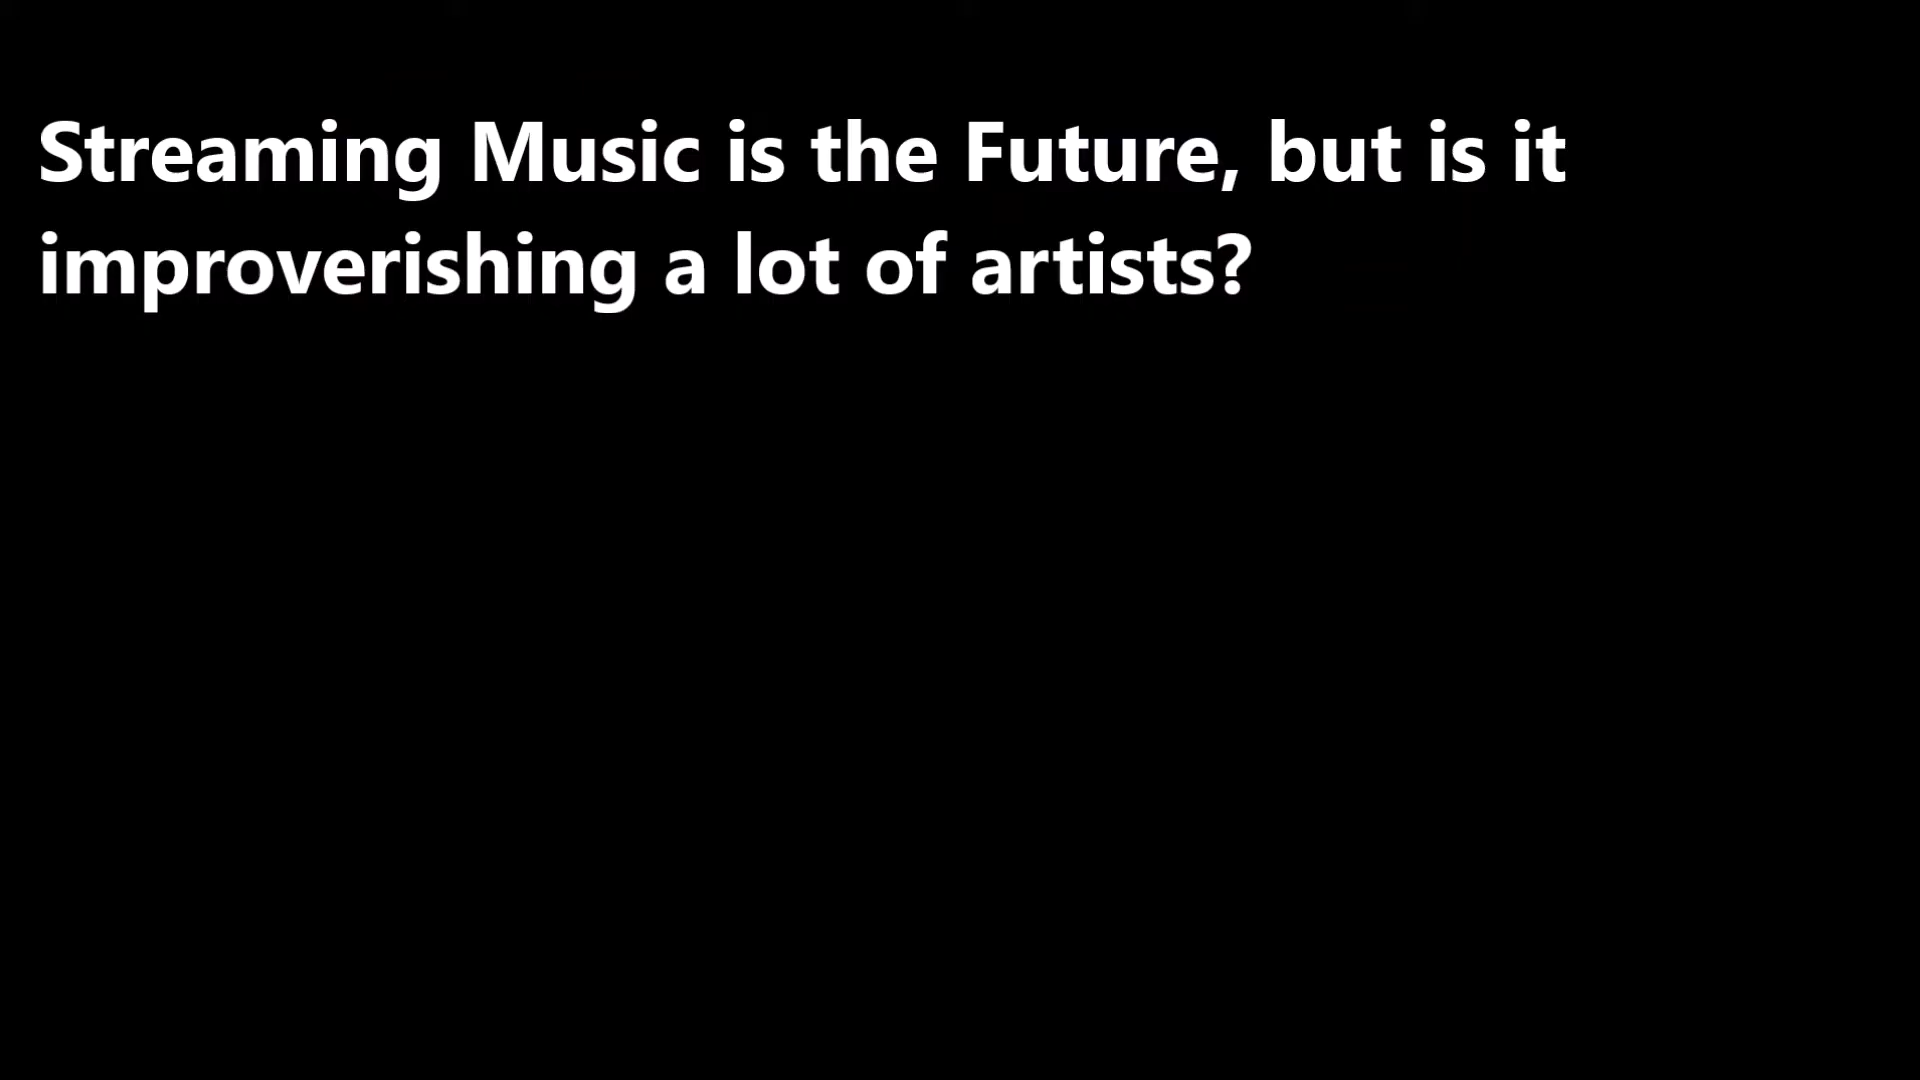 Streaming Music is the Future, but is it
improverishing a lot of artists?